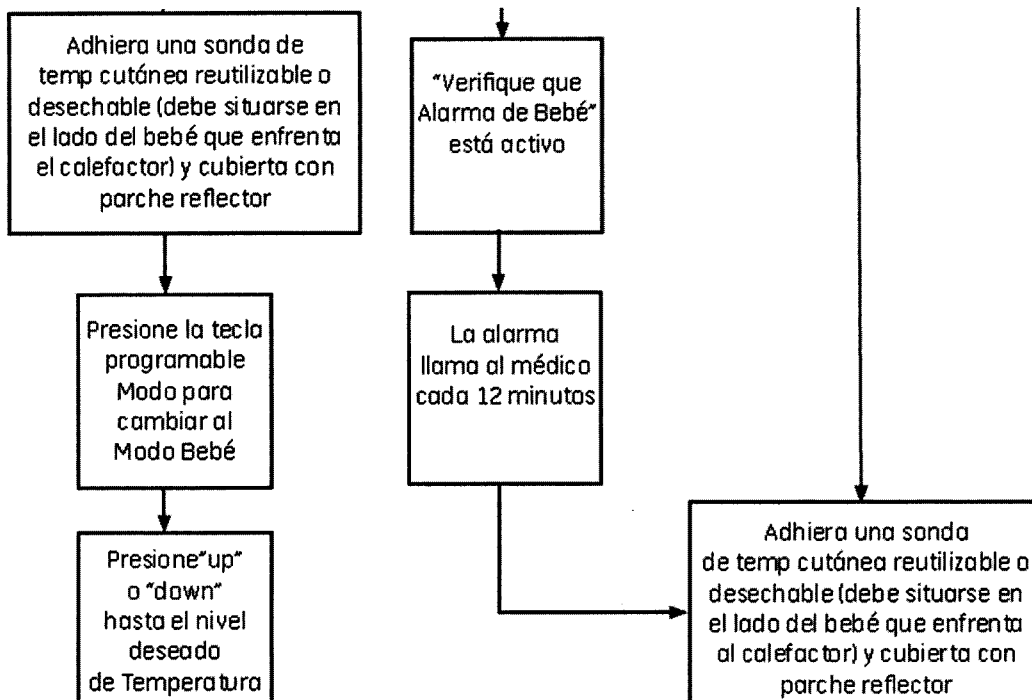 Adhiera una sonda de
temp cutánea reutilizable o
desechable (debe situarse en
el lado del bebé que enfrenta
el calefactor) y cubierta con
parche reflector
"Verifique que
Alarma de Bebé"
está activo
Presione la tecla
programable
Modo para
cambiar al
Modo Bebé
La alarma
llama al médico
cada 12 minutos
Presione"up"
o "down"
hasta el nivel
deseado
de Temperatura
Adhiera una sonda
de temp cutánea reutilizable o
desechable (debe situarse en
el lado del bebé que enfrenta
al calefactor) y cubierta con
parche reflector